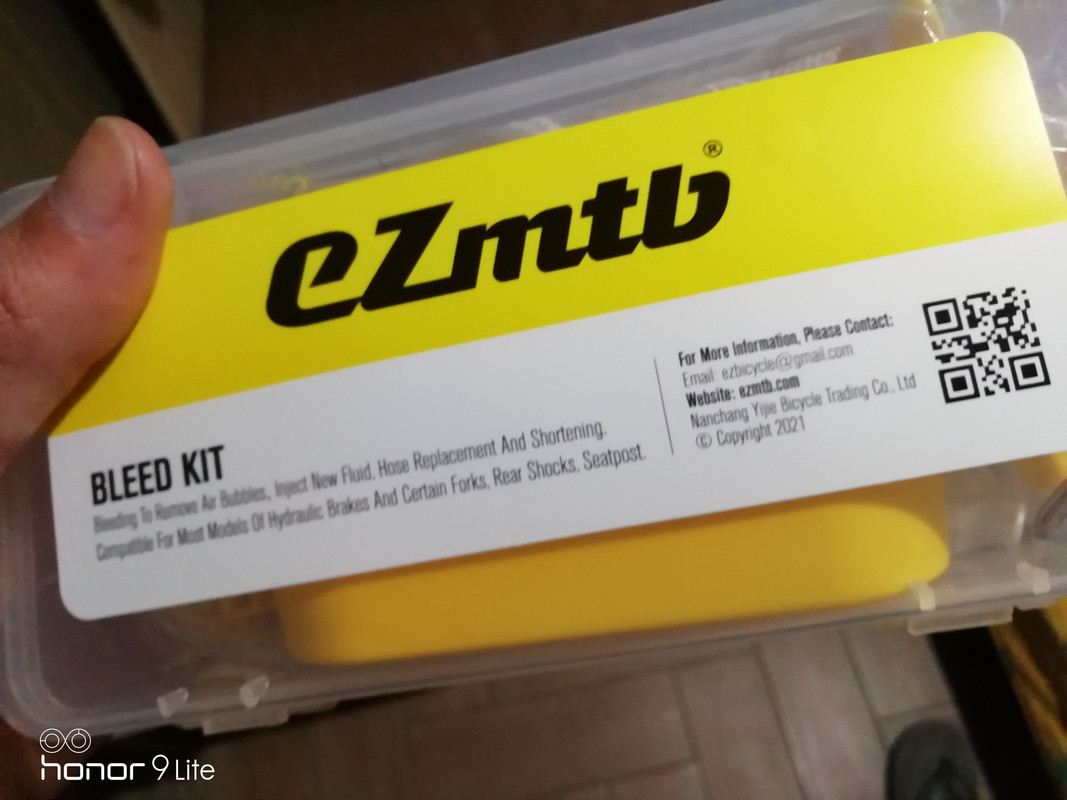 eZmtb®
BLEED KIT
Bleeding To Remove Air Bubbles, Inject New Fluid, Hose Replacement And Shortening.
Compatible For Most Models Of Hydraulic Brakes And Certain Forks, Rear Shocks, Seatpost.
For More Information, Please Contact:
Email: ezbicycle@gmail.com
Website: ezmtb.com
Nanchang Yijie Bicycle Trading Co., Ltd
© Copyright 2021
honor 9 Lite